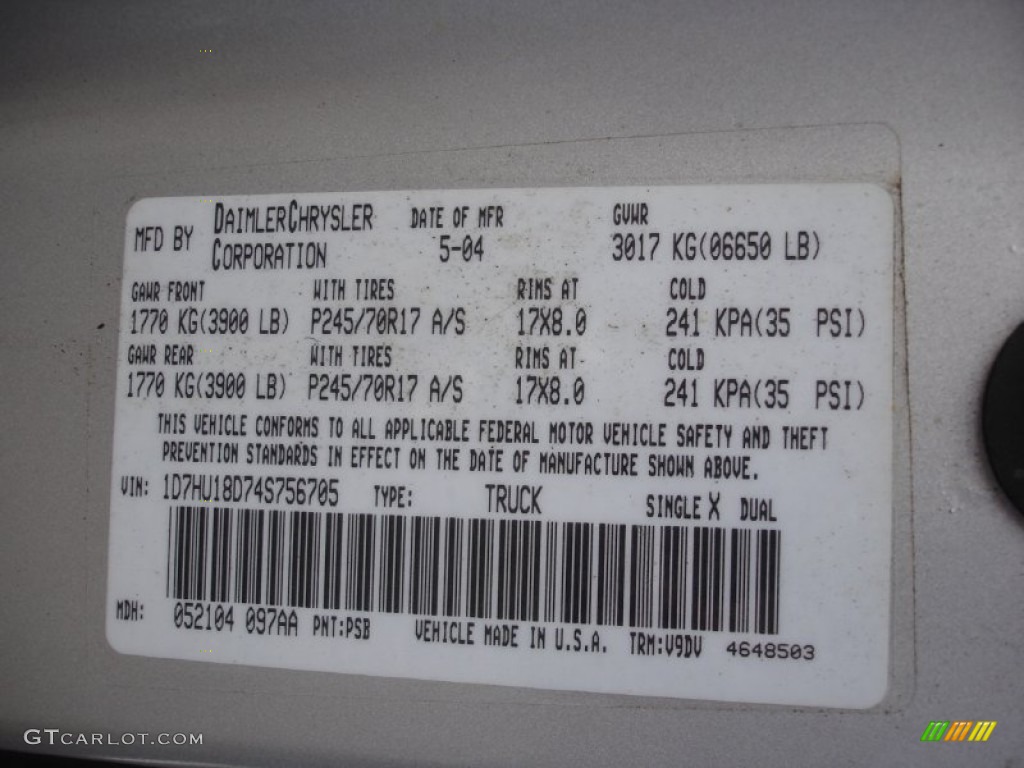 MFD BY DAIMLERCHRYSLER CORPORATION DATE OF MFR 5-04 GVWR 3017 KG(06650 LB)
GAWR FRONT WITH TIRES RIMS AT COLD
1770 KG(3900 LB) P245/70R17 A/S 17X8.0 241 KPA(35 PSI)
GAWR REAR WITH TIRES RIMS AT COLD
1770 KG(3900 LB) P245/70R17 A/S 17X8.0 241 KPA(35 PSI)
THIS VEHICLE CONFORMS TO ALL APPLICABLE FEDERAL MOTOR VEHICLE SAFETY AND THEFT
PREVENTION STANDARDS IN EFFECT ON THE DATE OF MANUFACTURE SHOWN ABOVE.
VIN: 1D7HU18D74S756705 TYPE: TRUCK SINGLE X DUAL
MDH: 052104 097AA PNT:PSB VEHICLE MADE IN U.S.A. TRM:V9DV 4648503
GTCARLOT.COM